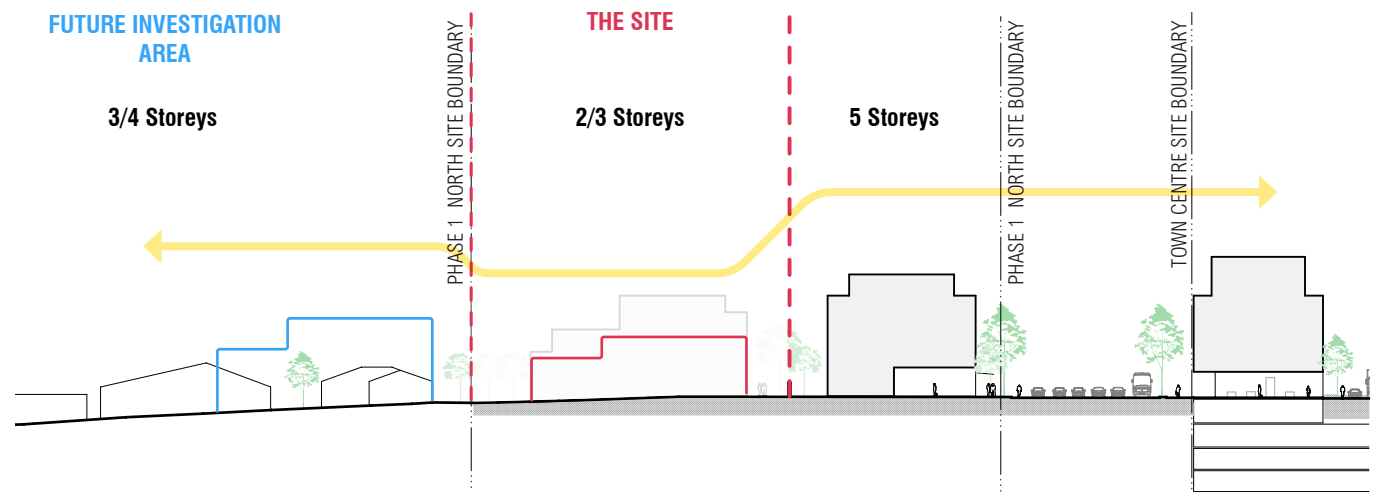 FUTURE INVESTIGATION
AREA
THE SITE
3/4 Storeys
2/3 Storeys
5 Storeys
PHASE 1 NORTH SITE BOUNDARY
PHASE 1 NORTH SITE BOUNDARY
TOWN CENTRE SITE BOUNDARY